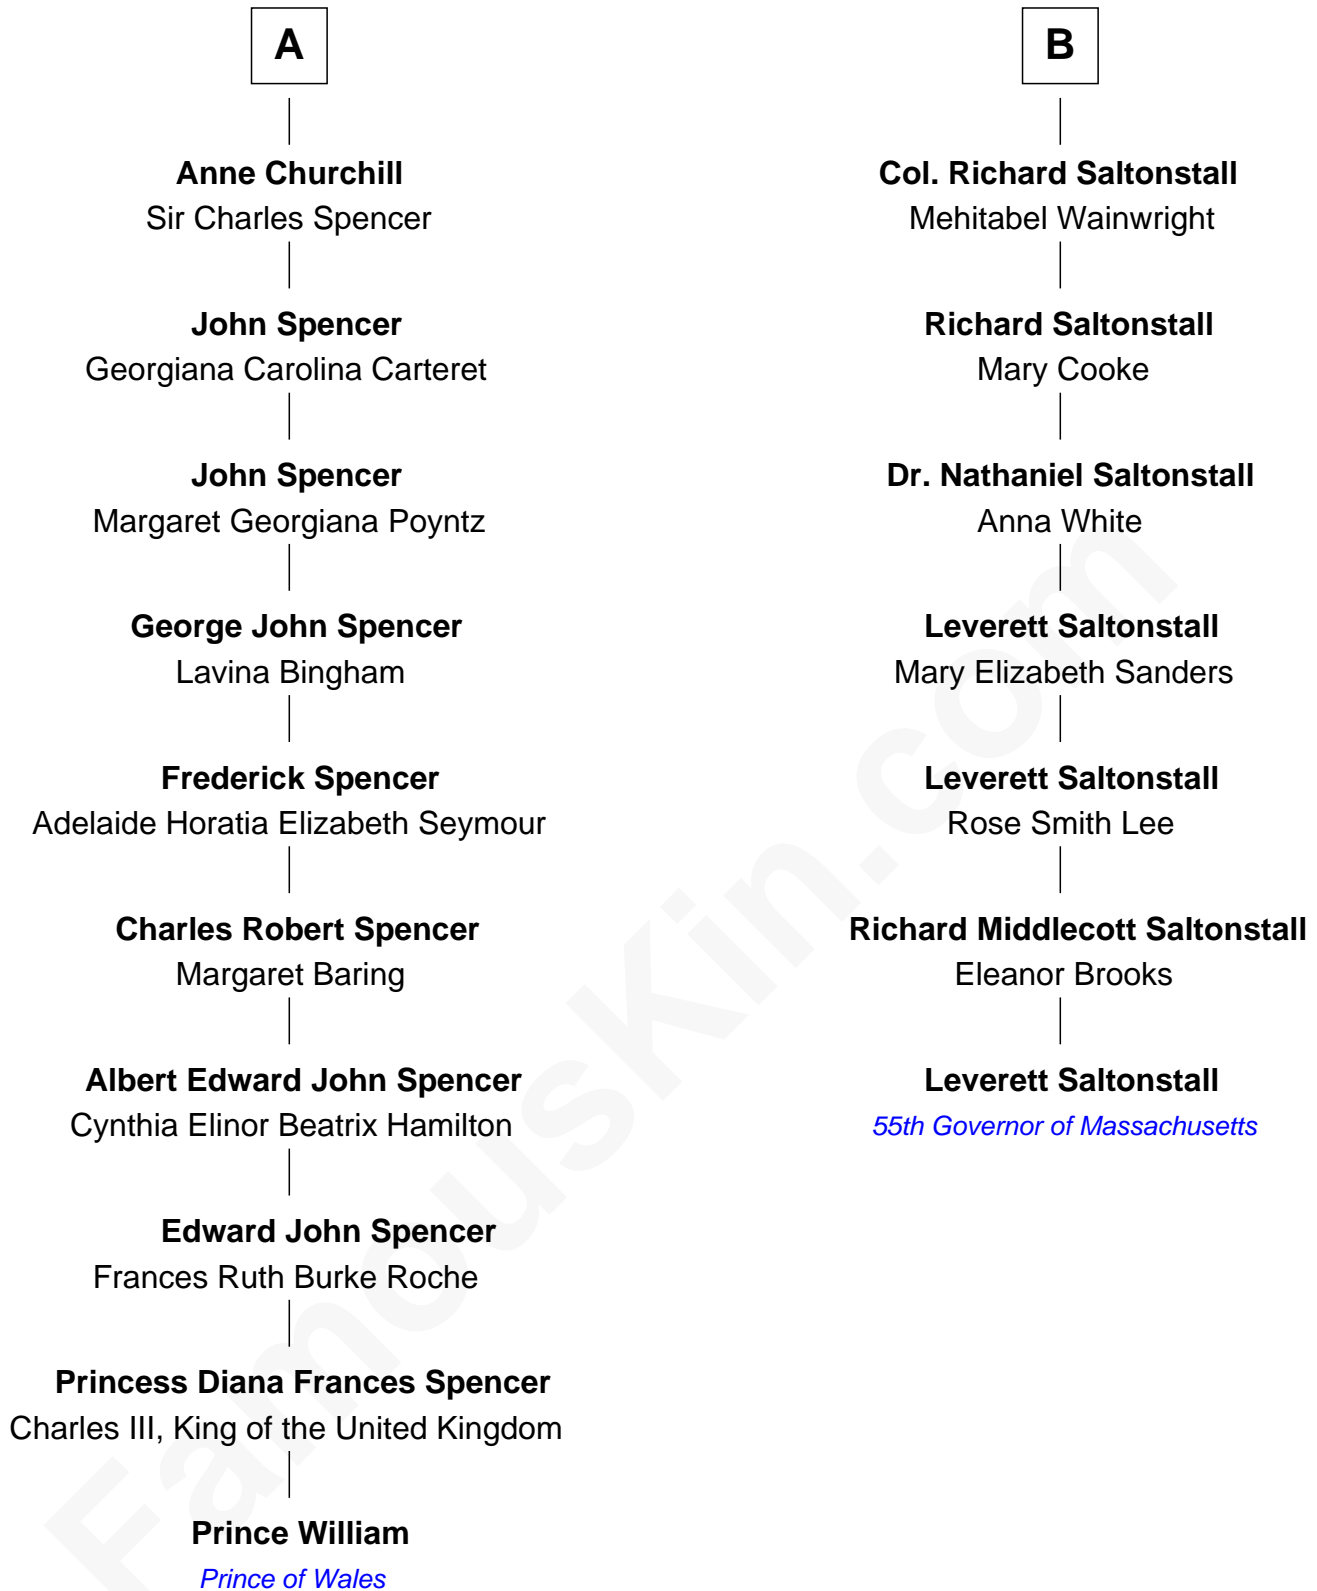 A
Anne Churchill
Sir Charles Spencer
John Spencer
Georgiana Carolina Carteret
John Spencer
Margaret Georgiana Poyntz
George John Spencer
Lavina Bingham
Frederick Spencer
Adelaide Horatia Elizabeth Seymour
Charles Robert Spencer
Margaret Baring
Albert Edward John Spencer
Cynthia Elinor Beatrix Hamilton
Edward John Spencer
Frances Ruth Burke Roche
Princess Diana Frances Spencer
Charles III, King of the United Kingdom
Prince William
Prince of Wales
B
Col. Richard Saltonstall
Mehitabel Wainwright
Richard Saltonstall
Mary Cooke
Dr. Nathaniel Saltonstall
Anna White
Leverett Saltonstall
Mary Elizabeth Sanders
Leverett Saltonstall
Rose Smith Lee
Richard Middlecott Saltonstall
Eleanor Brooks
Leverett Saltonstall
55th Governor of Massachusetts
FamousKin.com